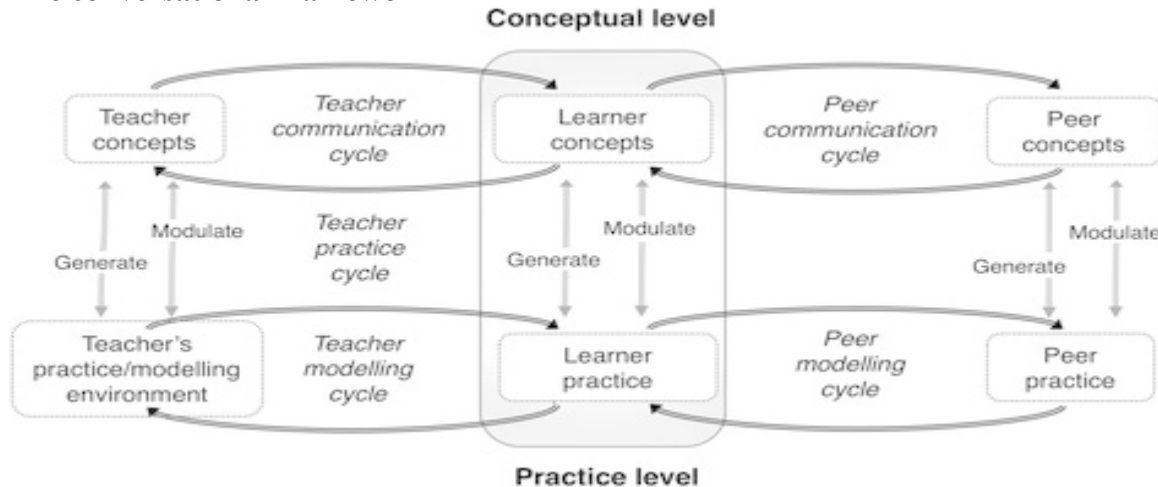 Conceptual level
Teacher
concepts
Teacher
communication
cycle
Learner
concepts
Peer
communication
cycle
Peer
concepts
Generate
Modulate
Teacher
practice
cycle
Generate
Modulate
Generate
Modulate
Teacher's
practice/modelling
environment
Teacher
modelling
cycle
Learner
practice
Peer
modelling
cycle
Peer
practice
Practice level